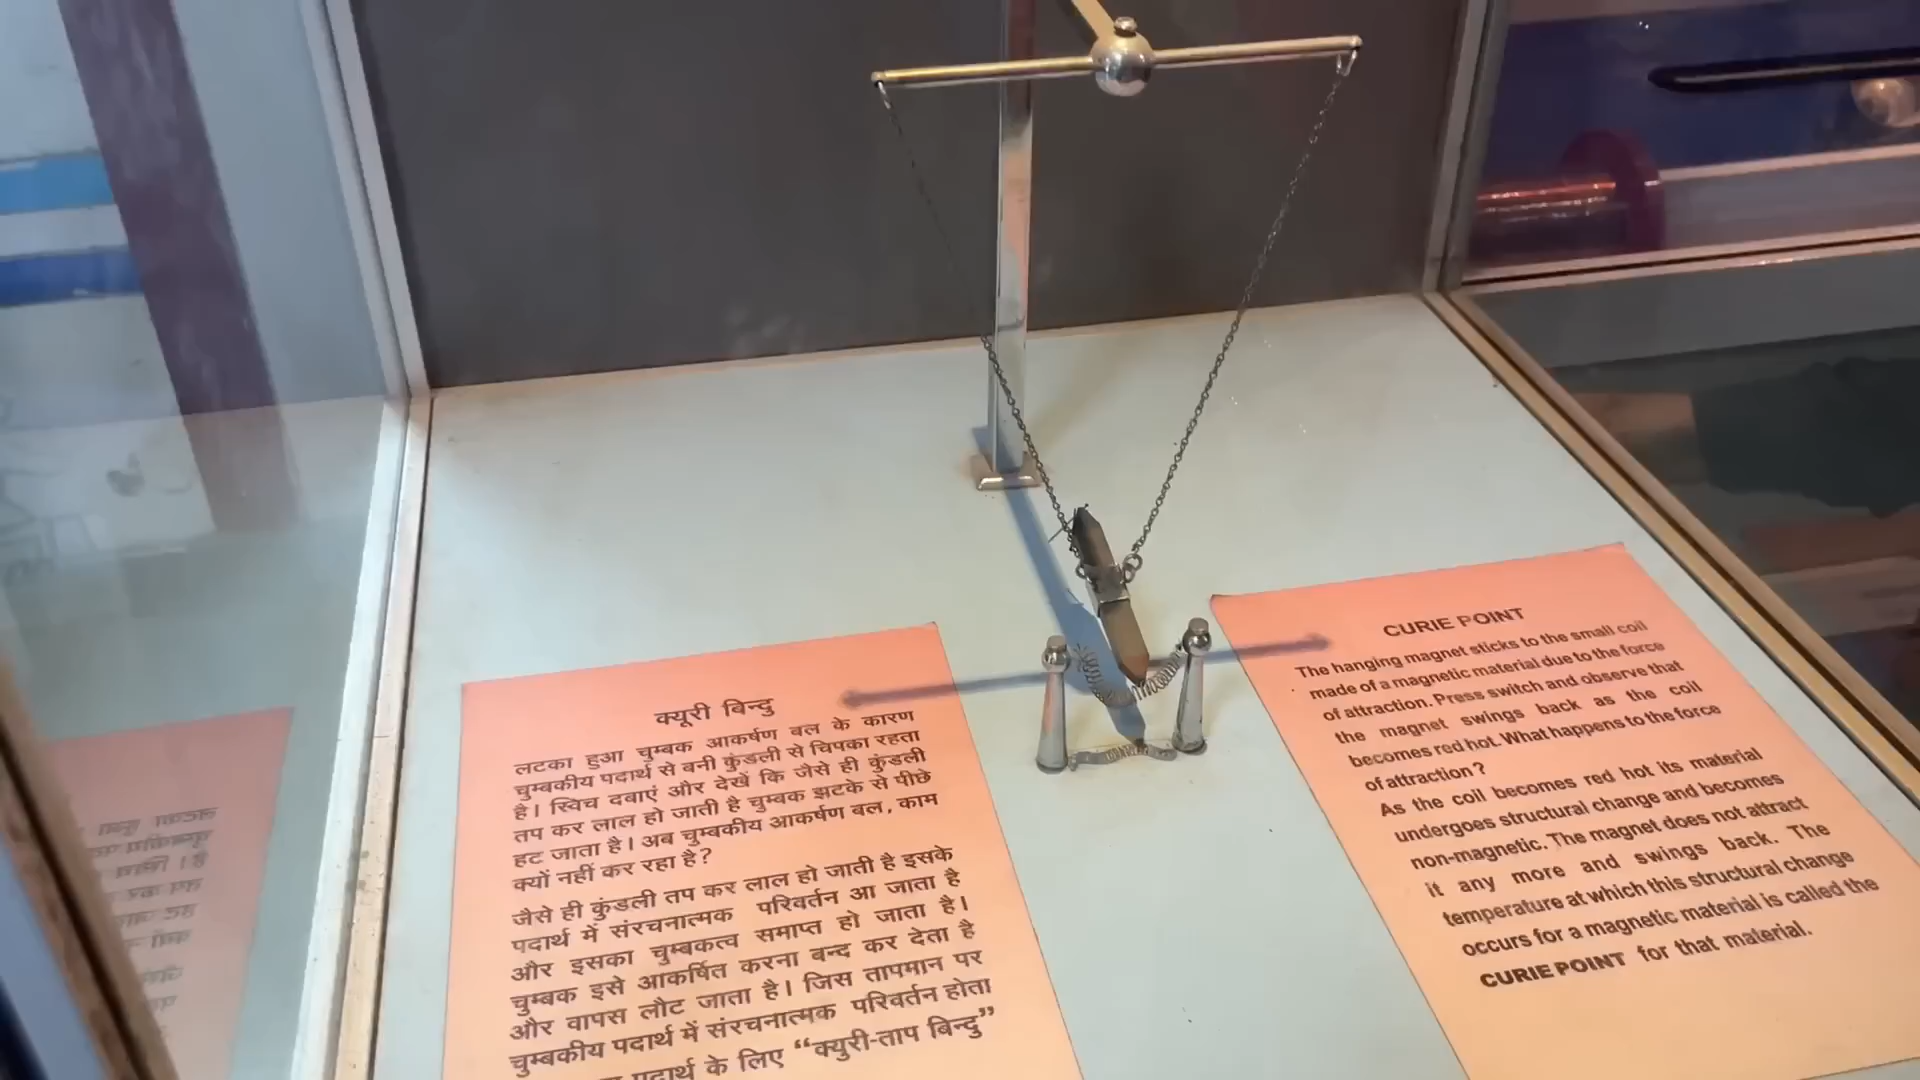 क्यूरी बिन्दु
लटका हुआ चुम्बक आकर्षण बल के कारण
चुम्बकीय पदार्थ से बनी कुंडली से चिपका रहता
है। स्विच दबाएं और देखें कि जैसे ही कुंडली
तप कर लाल हो जाती है चुम्बक झटके से पीछे
हट जाता है। अब चुम्बकीय आकर्षण बल, काम
क्यों नहीं कर रहा है?
जैसे ही कुंडली तप कर लाल हो जाती है इसके
पदार्थ में संरचनात्मक परिवर्तन आ जाता है
और इसका चुम्बकत्व समाप्त हो जाता है।
चुम्बक इसे आकर्षित करना बन्द कर देता है
और वापस लौट जाता है। जिस तापमान पर
चुम्बकीय पदार्थ में संरचनात्मक परिवर्तन होता
पदार्थ के लिए “क्युरी-ताप बिन्दु”
CURIE POINT
The hanging magnet sticks to the small coil
made of a magnetic material due to the force
of attraction. Press switch and observe that
the magnet swings back as the coil
becomes red hot. What happens to the force
of attraction?
As the coil becomes red hot its material
undergoes structural change and becomes
non-magnetic. The magnet does not attract
it any more and swings back. The
temperature at which this structural change
occurs for a magnetic material is called the
CURIE POINT for that material.